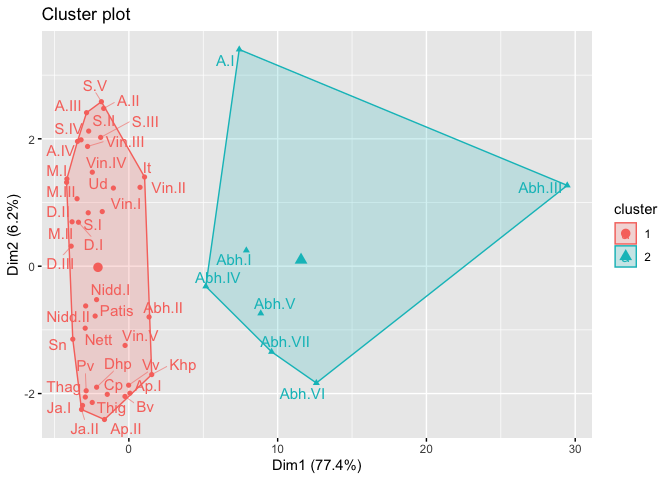 Cluster plot
A.I
S.V
A.III
A.II
S.IV
S.II
S.III
A.IV
Vin.III
Vin.IV
M.I
It
Ud
M.III
Vin.II
Abh.III
Vin.I
D.I
S.I
M.II
D.I
D.III
Abh.I
Abh.IV
Nidd.I
Nidd.II
Patis
Abh.II
Abh.V
Sn
Nett
Vin.V
Abh.VII
Pv
Dhp
Vv
Khp
Thag
Cp
Ap.I
Abh.VI
Ja.I
Thig
Bv
Ja.II
Ap.II
2
0
-2
0
10
20
30
Dim1 (77.4%)
Dim2 (6.2%)
cluster
1
2